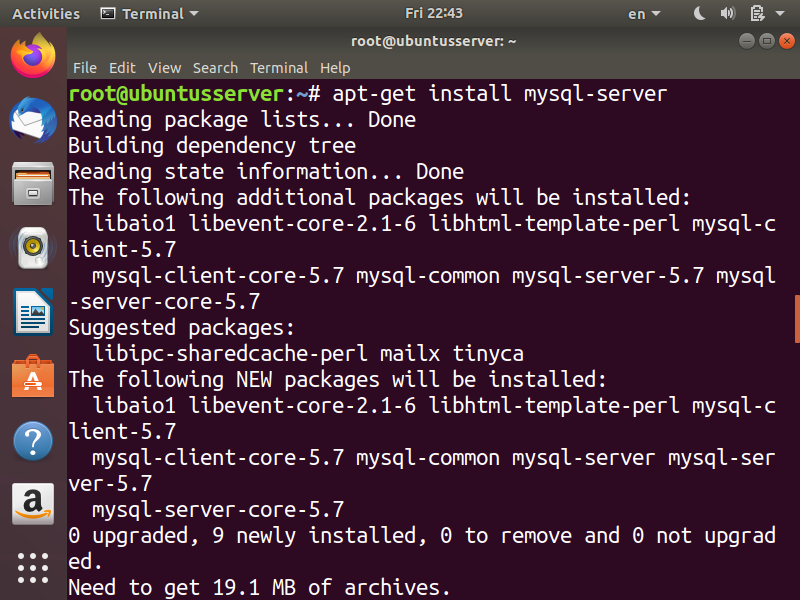 Activities Terminal Fri 22:43 en
root@ubuntusserver: ~
File Edit View Search Terminal Help
root@ubuntusserver:~# apt-get install mysql-server
Reading package lists... Done
Building dependency tree
Reading state information... Done
The following additional packages will be installed:
  libaio1 libevent-core-2.1-6 libhtml-template-perl mysql-c
lient-5.7
  mysql-client-core-5.7 mysql-common mysql-server-5.7 mysql
-server-core-5.7
Suggested packages:
  libipc-sharedcache-perl mailx tinyca
The following NEW packages will be installed:
  libaio1 libevent-core-2.1-6 libhtml-template-perl mysql-c
lient-5.7
  mysql-client-core-5.7 mysql-common mysql-server mysql-ser
ver-5.7
  mysql-server-core-5.7
0 upgraded, 9 newly installed, 0 to remove and 0 not upgrad
ed.
Need to get 19.1 MB of archives.